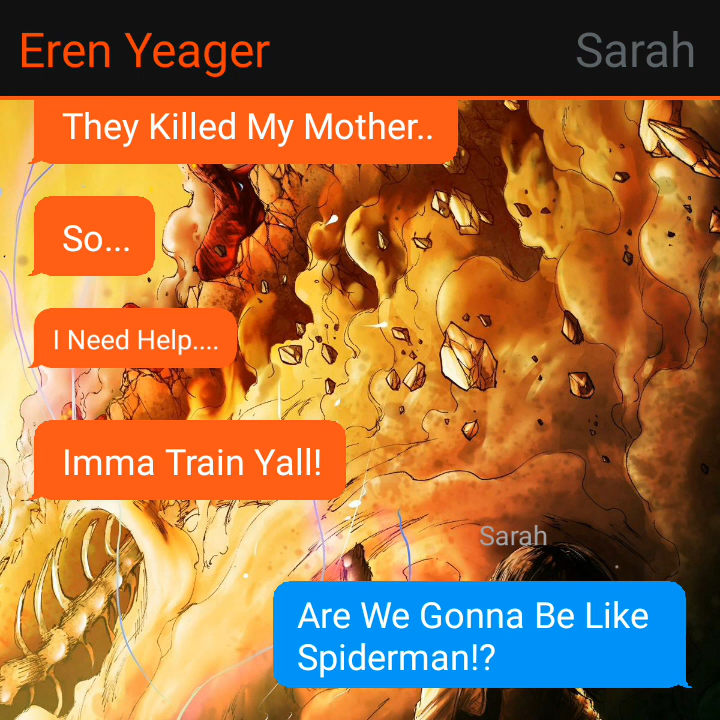 Eren Yeager
Sarah
They Killed My Mother..
So...
I Need Help....
Imma Train Yall!
Sarah
Are We Gonna Be Like
Spiderman!?